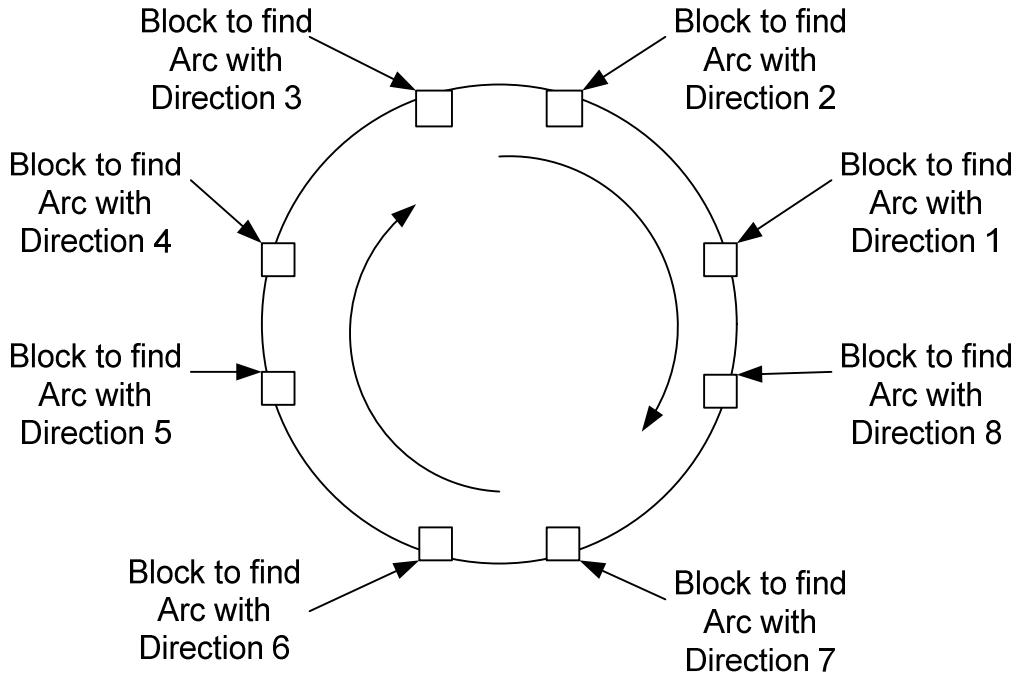 Block to find
Arc with
Direction 3
Block to find
Arc with
Direction 2
Block to find
Arc with
Direction 4
Block to find
Arc with
Direction 1
Block to find
Arc with
Direction 5
Block to find
Arc with
Direction 8
Block to find
Arc with
Direction 6
Block to find
Arc with
Direction 7